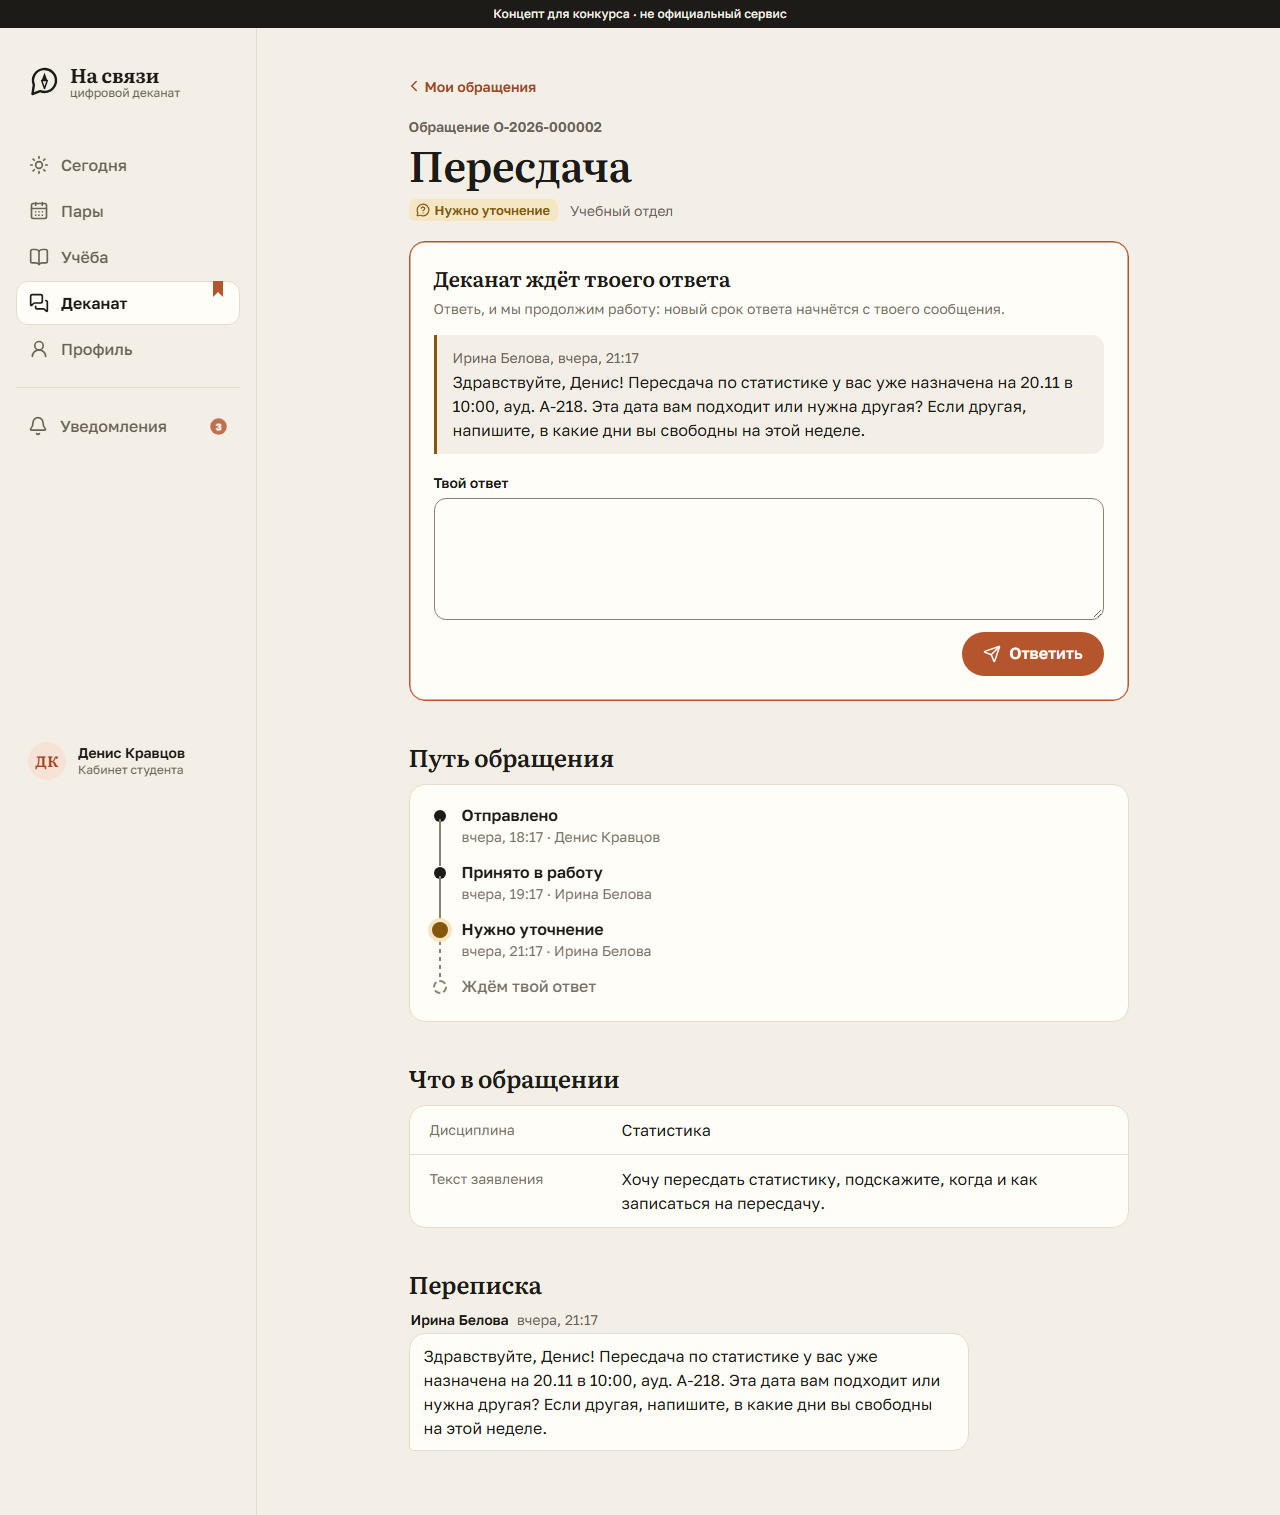 Концепт для конкурса · не официальный сервис
На связи
цифровой деканат
Сегодня
Пары
Учёба
Деканат
Профиль
Уведомления
3
ДК
Денис Кравцов
Кабинет студента
Мои обращения
Обращение О-2026-000002
Пересдача
Нужно уточнение
Учебный отдел
Деканат ждёт твоего ответа
Ответь, и мы продолжим работу: новый срок ответа начнётся с твоего сообщения.
Ирина Белова, вчера, 21:17
Здравствуйте, Денис! Пересдача по статистике у вас уже назначена на 20.11 в
10:00, ауд. А-218. Эта дата вам подходит или нужна другая? Если другая,
напишите, в какие дни вы свободны на этой неделе.
Твой ответ
Ответить
Путь обращения
Отправлено
вчера, 18:17 · Денис Кравцов
Принято в работу
вчера, 19:17 · Ирина Белова
Нужно уточнение
вчера, 21:17 · Ирина Белова
Ждём твой ответ
Что в обращении
Дисциплина
Статистика
Текст заявления
Хочу пересдать статистику, подскажите, когда и как
записаться на пересдачу.
Переписка
Ирина Белова вчера, 21:17
Здравствуйте, Денис! Пересдача по статистике у вас уже
назначена на 20.11 в 10:00, ауд. А-218. Эта дата вам подходит или
нужна другая? Если другая, напишите, в какие дни вы свободны
на этой неделе.